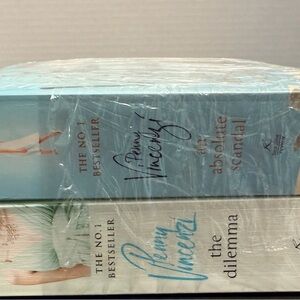 THE NO.1
BESTSELLER
Penny
Vincenzi
an
absolute
scandal
THE NO.1
BESTSELLER
Penny
Vincenzi
the
dilemma